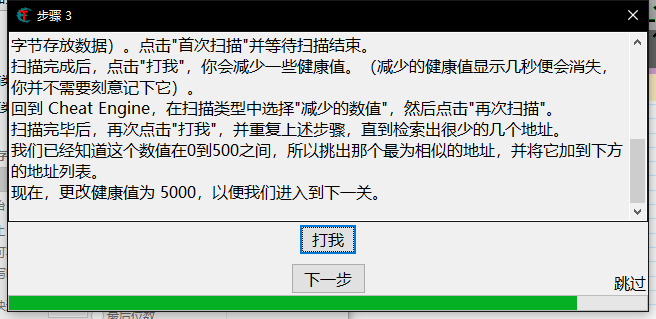 步骤 3
字节存放数据）。点击"首次扫描"并等待扫描结束。
扫描完成后，点击"打我"，你会减少一些健康值。（减少的健康值显示几秒便会消失，
你并不需要刻意记下它）。
回到 Cheat Engine，在扫描类型中选择"减少的数值"，然后点击"再次扫描"。
扫描完毕后，再次点击"打我"，并重复上述步骤，直到检索出很少的几个地址。
我们已经知道这个数值在0到500之间，所以挑出那个最为相似的地址，并将它加到下方
的地址列表。
现在，更改健康值为 5000，以便我们进入到下一关。
打我
下一步
跳过
最后位数